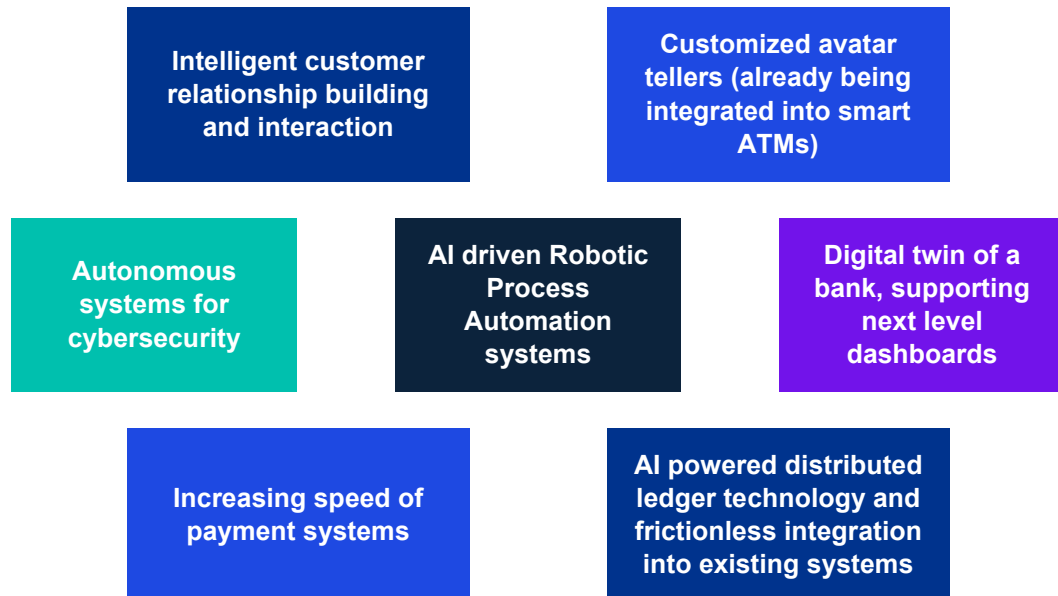 Intelligent customer
relationship building
and interaction
Customized avatar
tellers (already being
integrated into smart
ATMs)
Autonomous
systems for
cybersecurity
AI driven Robotic
Process
Automation
systems
Digital twin of a
bank, supporting
next level
dashboards
Increasing speed of
payment systems
AI powered distributed
ledger technology and
frictionless integration
into existing systems